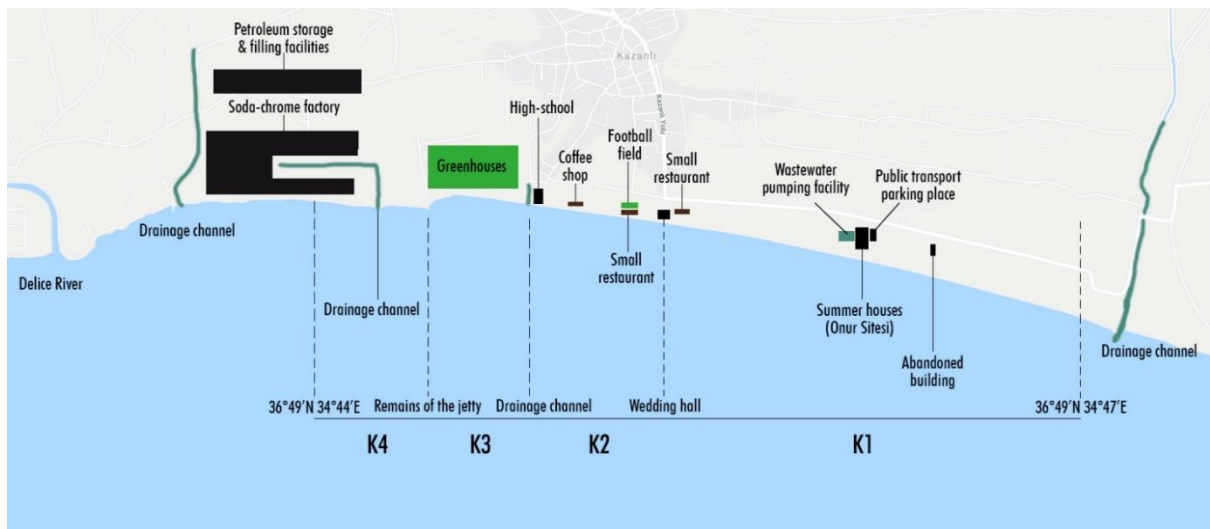 Petroleum storage
& filling facilities
Soda-chrome factory
Kazanlı
High-school
Kazanlı Yolu
Greenhouses
Coffee
shop
Football
field
Small
restaurant
Wastewater
pumping facility
Public transport
parking place
Drainage channel
Delice River
Drainage channel
Small
restaurant
Summer houses
(Onur Sitesi)
Abandoned
building
Drainage channel
36°49'N 34°44'E
Remains of the jetty
Drainage channel
Wedding hall
36°49'N 34°47'E
K4
K3
K2
K1